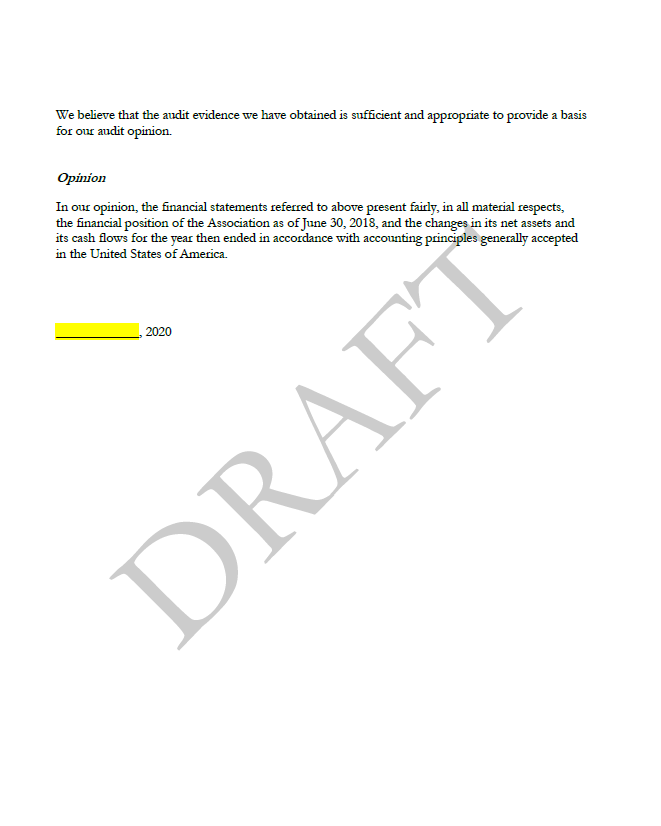 We believe that the audit evidence we have obtained is sufficient and appropriate to provide a basis
for our audit opinion.
Opinion
In our opinion, the financial statements referred to above present fairly, in all material respects,
the financial position of the Association as of June 30, 2018, and the changes in its net assets and
its cash flows for the year then ended in accordance with accounting principles generally accepted
in the United States of America.
_____________, 2020
DRAFT